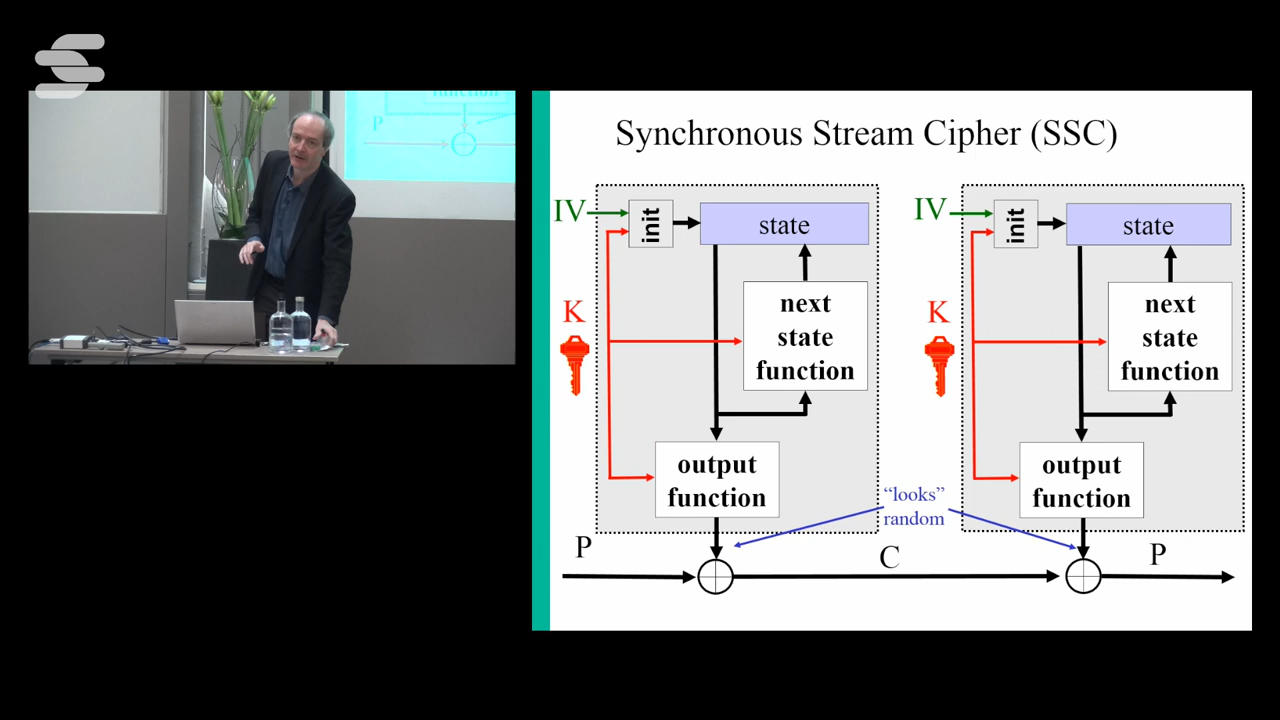 Synchronous Stream Cipher (SSC)
IV
init
state
K
next
state
function
output
function
P
"looks"
random
C
IV
init
state
K
next
state
function
output
function
P
P